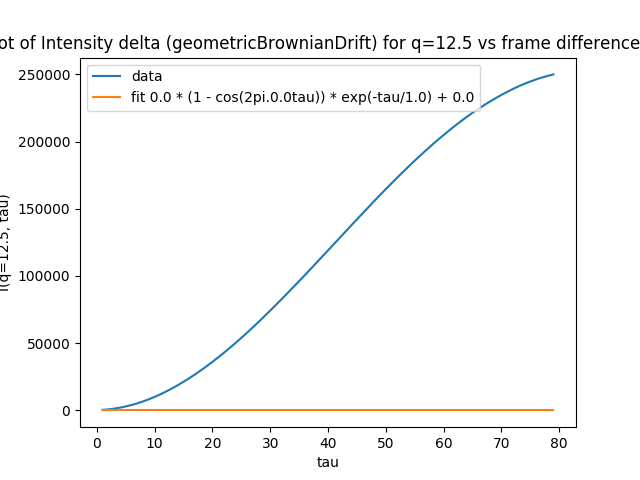 ot of Intensity delta (geometricBrownianDrift) for q=12.5 vs frame difference
250000
200000
150000
100000
50000
0
data
fit 0.0 * (1 - cos(2pi.0.0tau)) * exp(-tau/1.0) + 0.0
I(q=12.5, tau)
0 10 20 30 40 50 60 70 80
tau